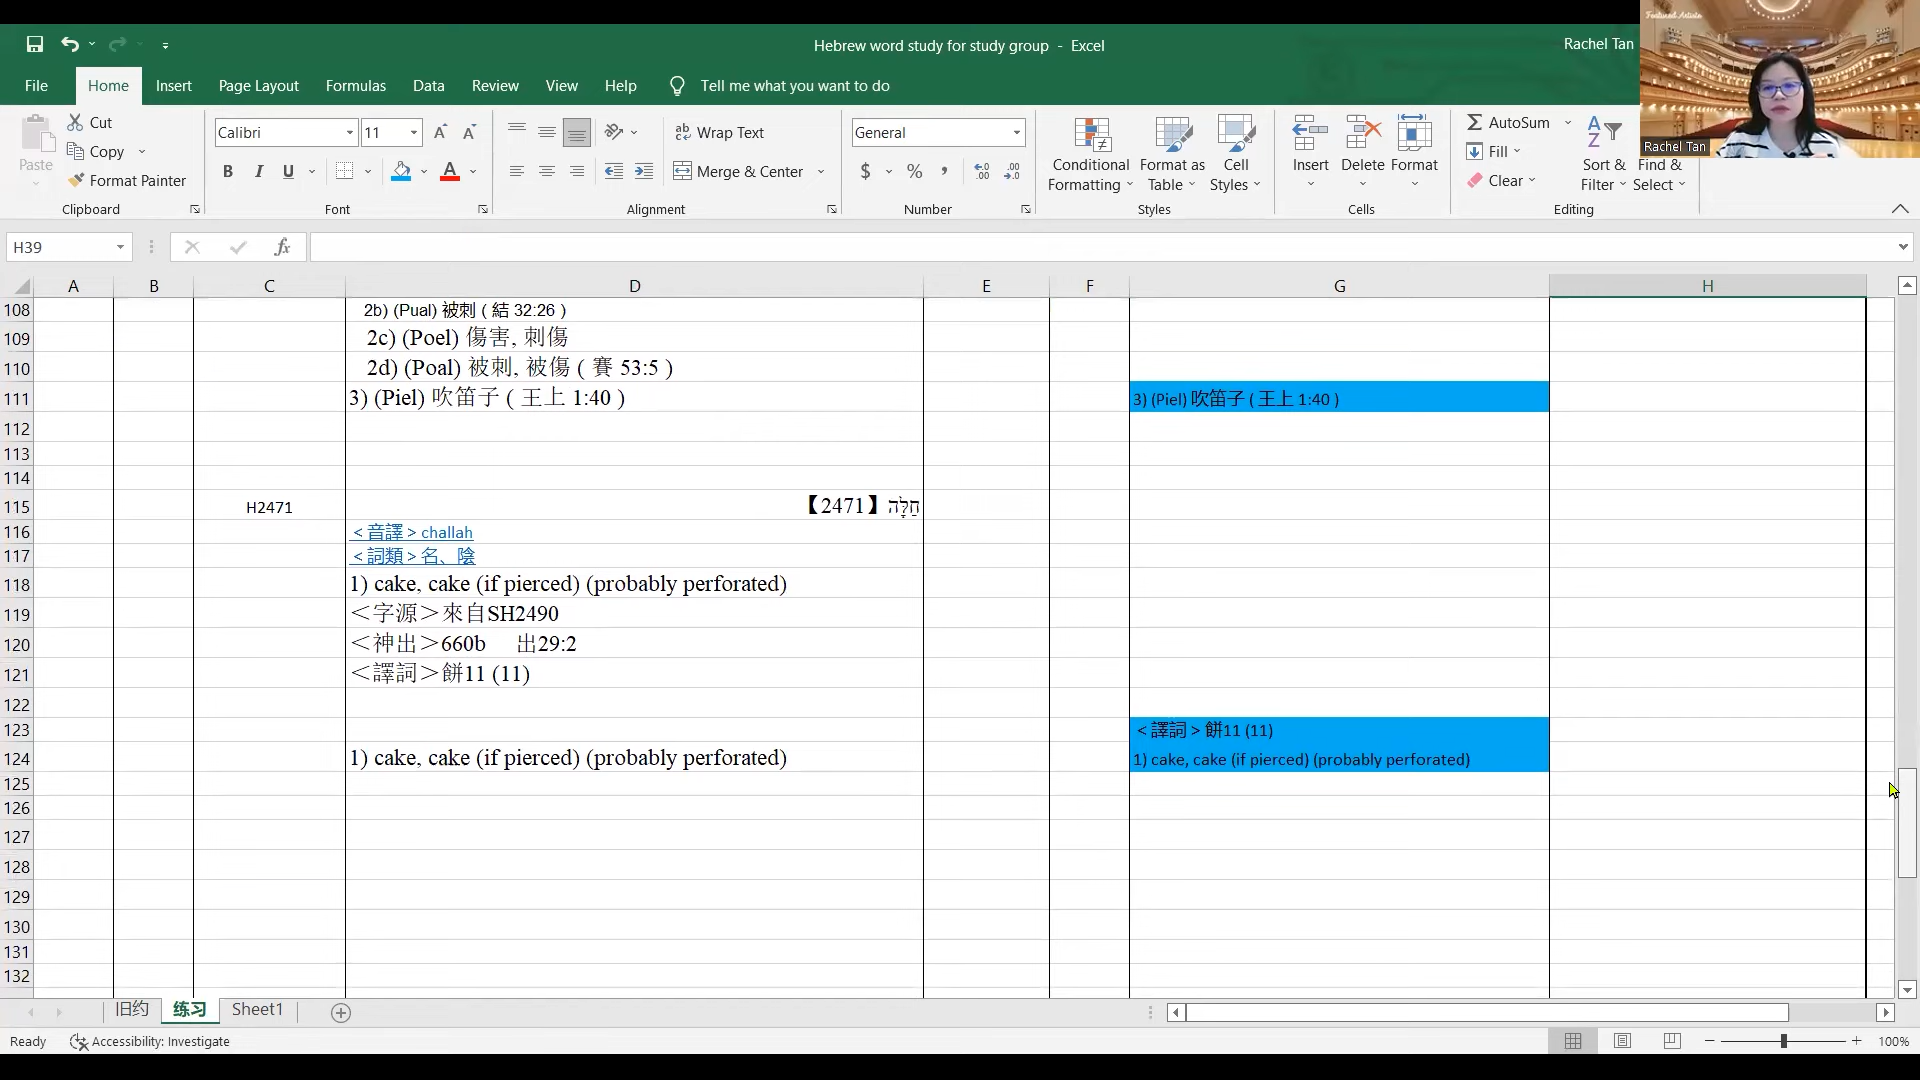 Hebrew word study for study group - Excel
Rachel Tan
Featured Artists
Rachel Tan
File Home Insert Page Layout Formulas Data Review View Help Tell me what you want to do
Paste
Cut
Copy
Format Painter
Clipboard
Calibri 11
B I U
Font
Wrap Text
Merge & Center
Alignment
General
$ % ,
Number
Conditional Formatting
Format as Table
Cell Styles
Styles
Insert Delete Format
Cells
AutoSum
Fill
Clear
Sort & Filter
Find & Select
Editing
H39 fx
A B C D E F G H
108 2b) (Pual) 被刺 ( 結 32:26 )
109 2c) (Poel) 傷害, 刺傷
110 2d) (Poal) 被刺, 被傷 ( 賽 53:5 )
111 3) (Piel) 吹笛子 ( 王上 1:40 ) 3) (Piel) 吹笛子 ( 王上 1:40 )
112
113
114
115 H2471 【2471】 חַלָּה
116 ＜音譯＞challah
117 ＜詞類＞名、陰
118 1) cake, cake (if pierced) (probably perforated)
119 ＜字源＞來自SH2490
120 ＜神出＞660b 出29:2
121 ＜譯詞＞餅11 (11)
122
123 ＜譯詞＞餅11 (11)
124 1) cake, cake (if pierced) (probably perforated) 1) cake, cake (if pierced) (probably perforated)
125
126
127
128
129
130
131
132
旧约 练习 Sheet1
Ready Accessibility: Investigate 100%